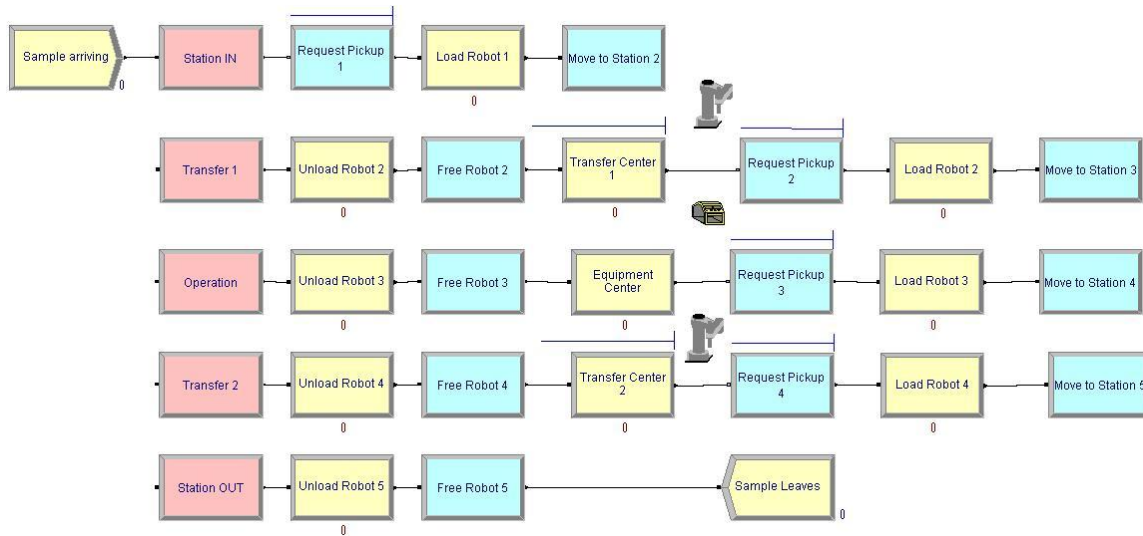 Sample arriving
0
Station IN
Request Pickup
1
Load Robot 1
0
Move to Station 2
Transfer 1
Unload Robot 2
0
Free Robot 2
Transfer Center
1
0
Request Pickup
2
Load Robot 2
0
Move to Station 3
Operation
Unload Robot 3
0
Free Robot 3
Equipment
Center
0
Request Pickup
3
Load Robot 3
0
Move to Station 4
Transfer 2
Unload Robot 4
0
Free Robot 4
Transfer Center
2
0
Request Pickup
4
Load Robot 4
0
Move to Station 5
Station OUT
Unload Robot 5
0
Free Robot 5
Sample Leaves
0